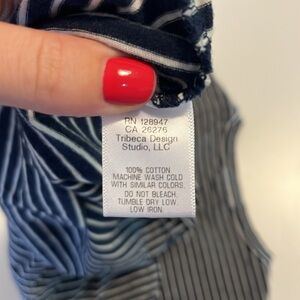 RN 128947
CA 26276
Tribeca Design
Studio, LLC
100% COTTON
MACHINE WASH COLD
WITH SIMILAR COLORS.
DO NOT BLEACH.
TUMBLE DRY LOW.
LOW IRON.